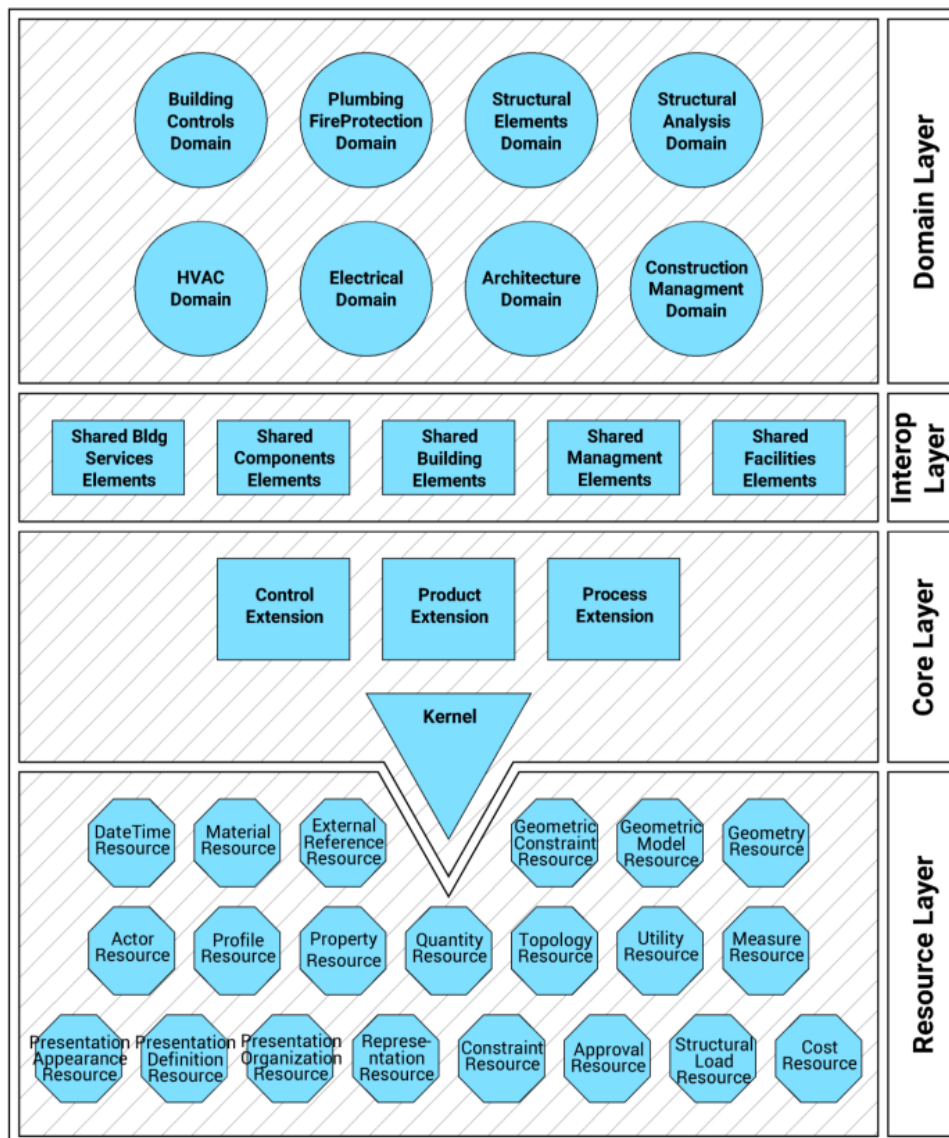 Building
Controls
Domain
Plumbing
FireProtection
Domain
Structural
Elements
Domain
Structural
Analysis
Domain
HVAC
Domain
Electrical
Domain
Architecture
Domain
Construction
Managment
Domain
Domain Layer
Shared Bldg
Services
Elements
Shared
Components
Elements
Shared
Building
Elements
Shared
Managment
Elements
Shared
Facilities
Elements
Interop
Layer
Control
Extension
Product
Extension
Process
Extension
Kernel
Core Layer
DateTime
Resource
Material
Resource
External
Reference
Resource
Geometric
Constraint
Resource
Geometric
Model
Resource
Geometry
Resource
Actor
Resource
Profile
Resource
Property
Resource
Quantity
Resource
Topology
Resource
Utility
Resource
Measure
Resource
Presentation
Appearance
Resource
Presentation
Definition
Resource
Presentation
Organization
Resource
Represe-
ntation
Resource
Constraint
Resource
Approval
Resource
Structural
Load
Resource
Cost
Resource
Resource Layer